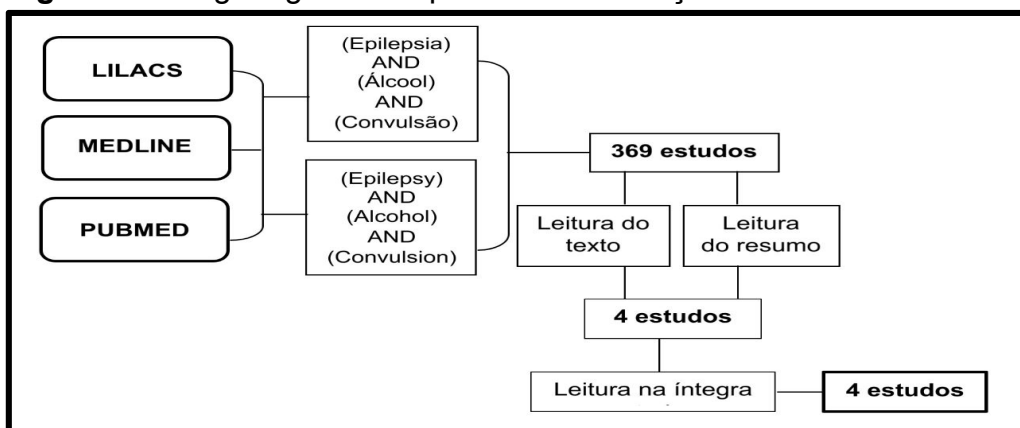 LILACS
MEDLINE
PUBMED
(Epilepsia)
AND
(Álcool)
AND
(Convulsão)
(Epilepsy)
AND
(Alcohol)
AND
(Convulsion)
369 estudos
Leitura do
texto
Leitura
do resumo
4 estudos
Leitura na íntegra
4 estudos